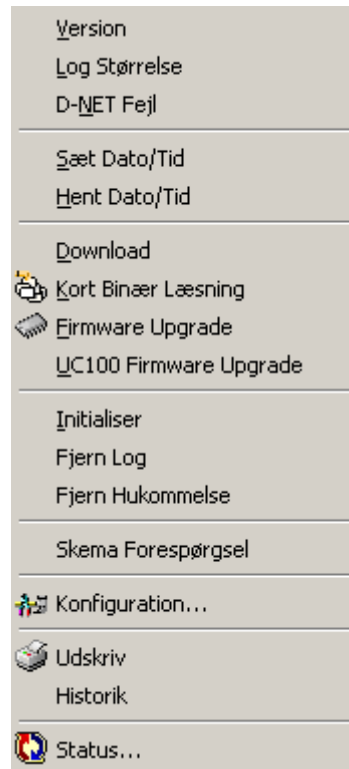 Version
Log Størrelse
D-NET Fejl
Sæt Dato/Tid
Hent Dato/Tid
Download
Kort Binær Læsning
Firmware Upgrade
UC100 Firmware Upgrade
Initialiser
Fjern Log
Fjern Hukommelse
Skema Forespørgsel
Konfiguration...
Udskriv
Historik
Status...